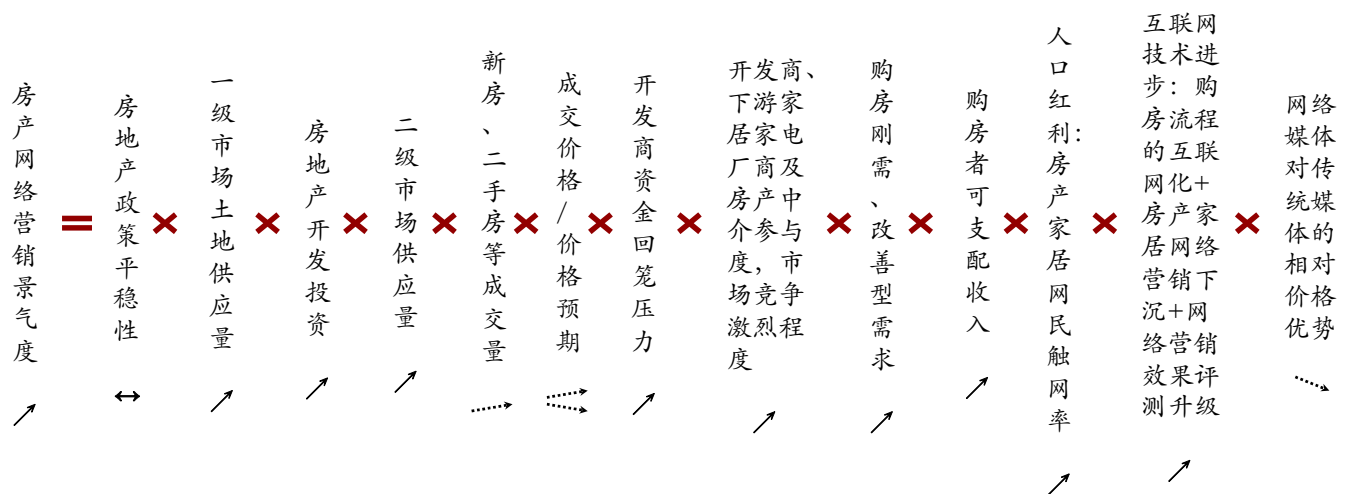 房产网络营销景气度
=
房地产政策平稳性
×
一级市场土地供应量
×
房地产开发投资
×
二级市场供应量
×
新房、二手房等成交量
×
成交价格/价格预期
×
开发商资金回笼压力
×
开发商、
下游家
居家电
厂商及
房产中
介参与
度，市
场竞争
激烈程
度
×
购房刚需、改善型需求
×
购房者可支配收入
×
人口红利：房产家居网民触网率
×
互联网
技术进
步：购
房流程
的互联
网化+
房产家
居网络
营销下
沉+网
络营销
效果评
测升级
×
网络
媒体
对传
统媒
体的
相对
价格
优势